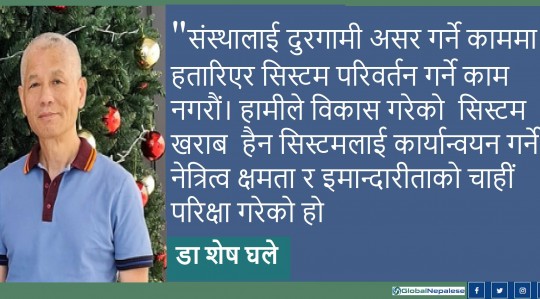 "संस्थालाई दुरगामी असर गर्ने काममा
हतारिएर सिस्टम परिवर्तन गर्ने काम
नगरौं। हामीले विकास गरेको सिस्टम
खराब हैन सिस्टमलाई कार्यान्वयन गर्ने
नेत्रित्व क्षमता र इमान्दारीताको चाहीं
परिक्षा गरेको हो
डा शेष घले
GlobalNepalese